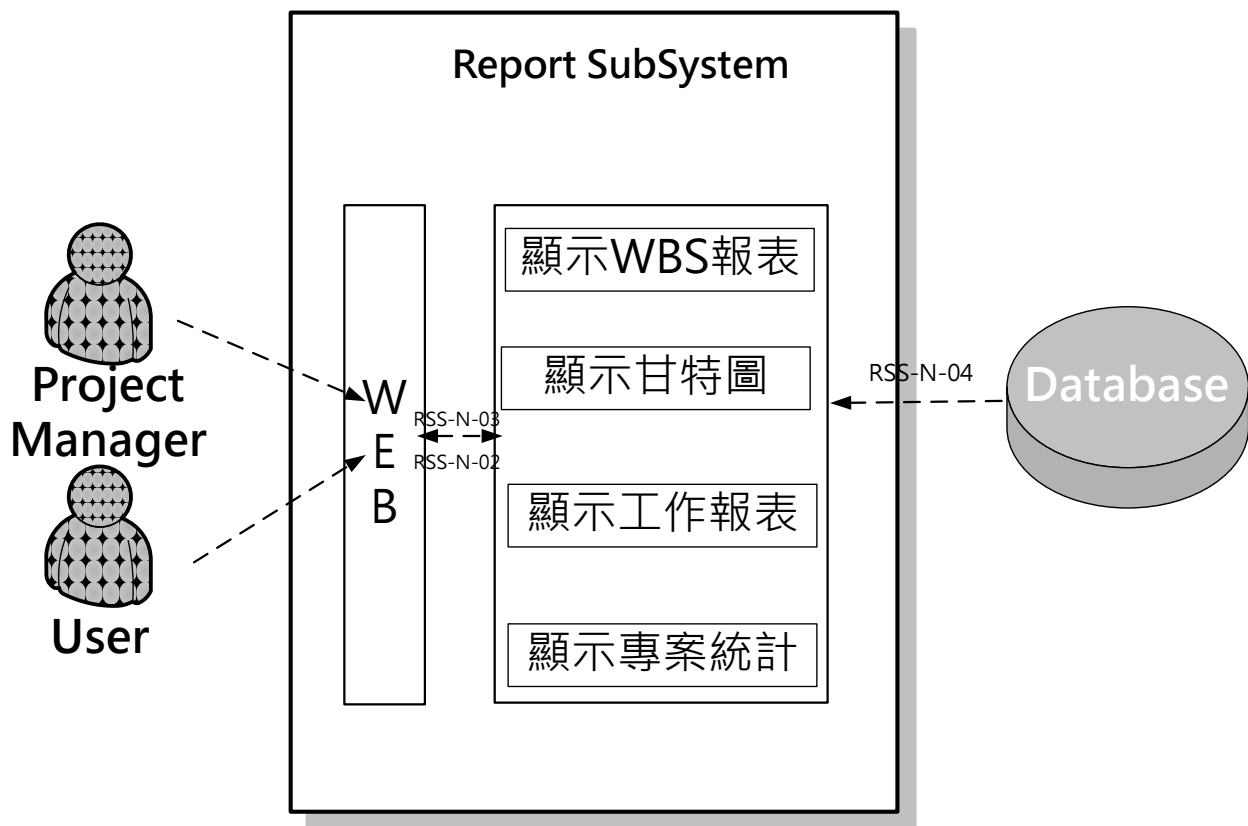 Report SubSystem
Project
Manager
User
W
E
B
RSS-N-03
RSS-N-02
顯示WBS報表
顯示甘特圖
顯示工作報表
顯示專案統計
RSS-N-04
Database